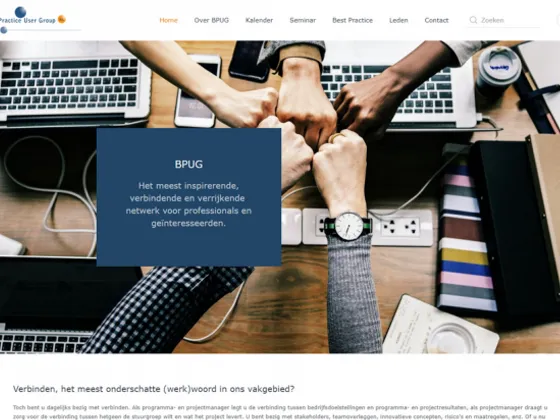 Practice User Group
Home Over BPUG Kalender Seminar Best Practice Leden Contact Zoeken
BPUG
Het meest inspirerende,
verbindende en verrijkende
netwerk voor professionals en
geïnteresseerden.
Verbinden, het meest onderschatte (werk)woord in ons vakgebied?
Toch bent u dagelijks bezig met verbinden. Als programma- en projectmanager legt u de verbinding tussen bedrijfsdoelstellingen en programma- en projectresultaten, als projectmanager draagt u
zorg voor de verbinding tussen hetgeen de stuurgroep wilt en wat het project levert. U bent bezig met stakeholders, teamoverleggen, innovatieve concepten, risico's en maatregelen, enz. Of u nu